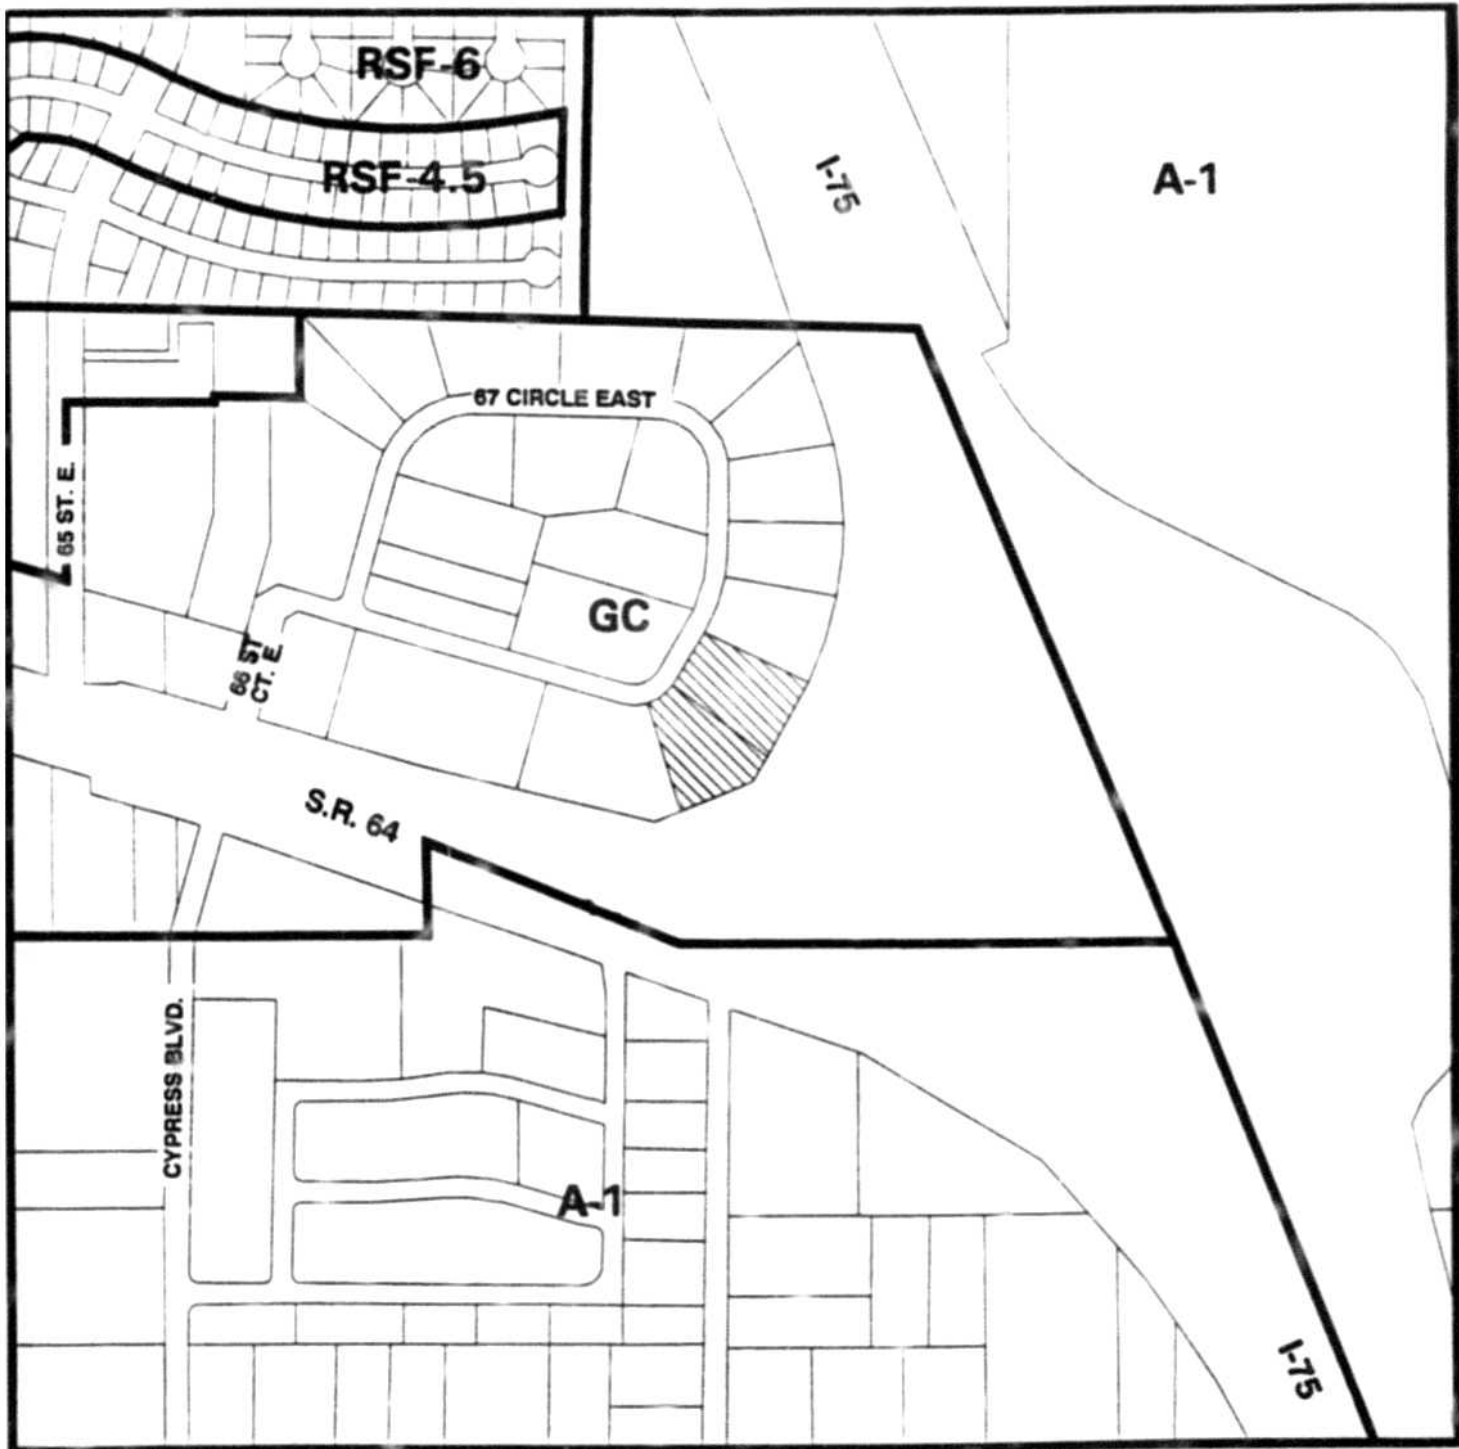 RSF-6
RSF-4.5
I-75
A-1
67 CIRCLE EAST
65 ST. E.
GC
66 ST
CT. E.
S.R. 64
CYPRESS BLVD.
A-1
I-75